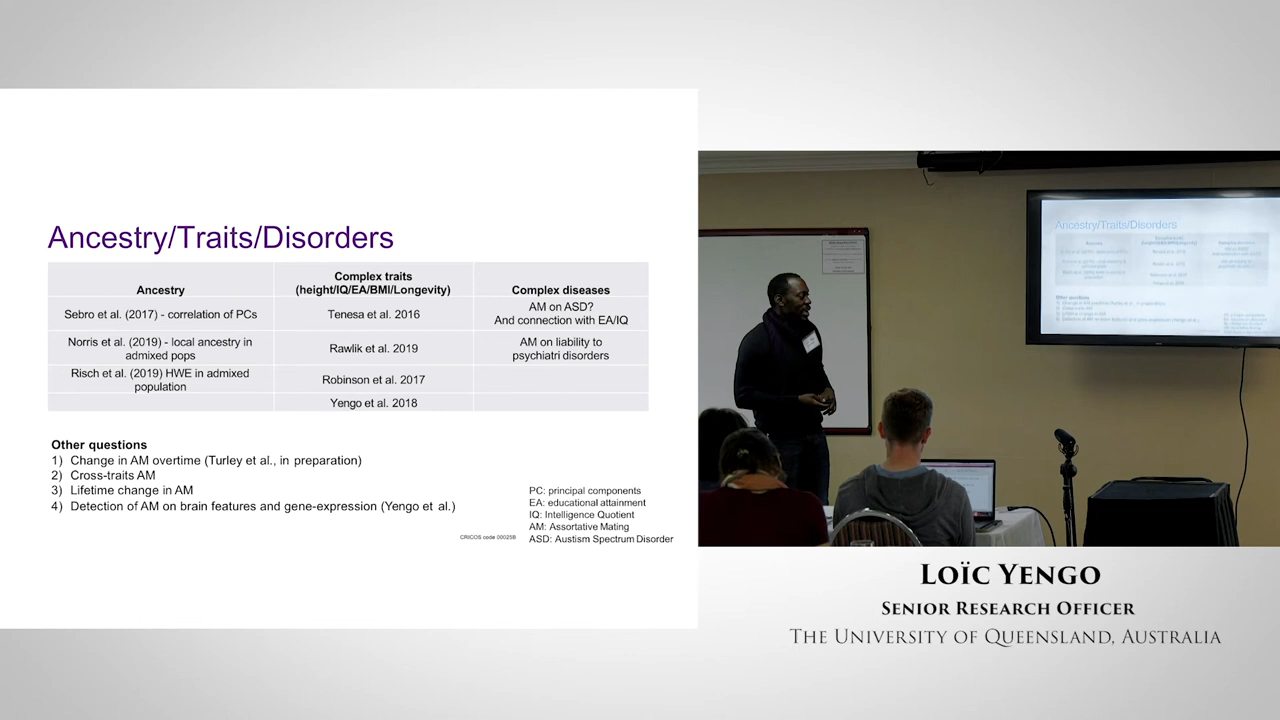 Ancestry/Traits/Disorders
Ancestry
Complex traits
(height/IQ/EA/BMI/Longevity)
Complex diseases
Sebro et al. (2017) - correlation of PCs
Tenesa et al. 2016
AM on ASD?
And connection with EA/IQ
Norris et al. (2019) - local ancestry in
admixed pops
Rawlik et al. 2019
AM on liability to
psychiatri disorders
Risch et al. (2019) HWE in admixed
population
Robinson et al. 2017
Yengo et al. 2018
Other questions
1) Change in AM overtime (Turley et al., in preparation)
2) Cross-traits AM
3) Lifetime change in AM
4) Detection of AM on brain features and gene-expression (Yengo et al.)
PC: principal components
EA: educational attainment
IQ: Intelligence Quotient
AM: Assortative Mating
ASD: Austism Spectrum Disorder
CRICOS code 00025B
Ancestry/Traits/Disorders
Other questions
Loïc Yengo
Senior Research Officer
The University of Queensland, Australia